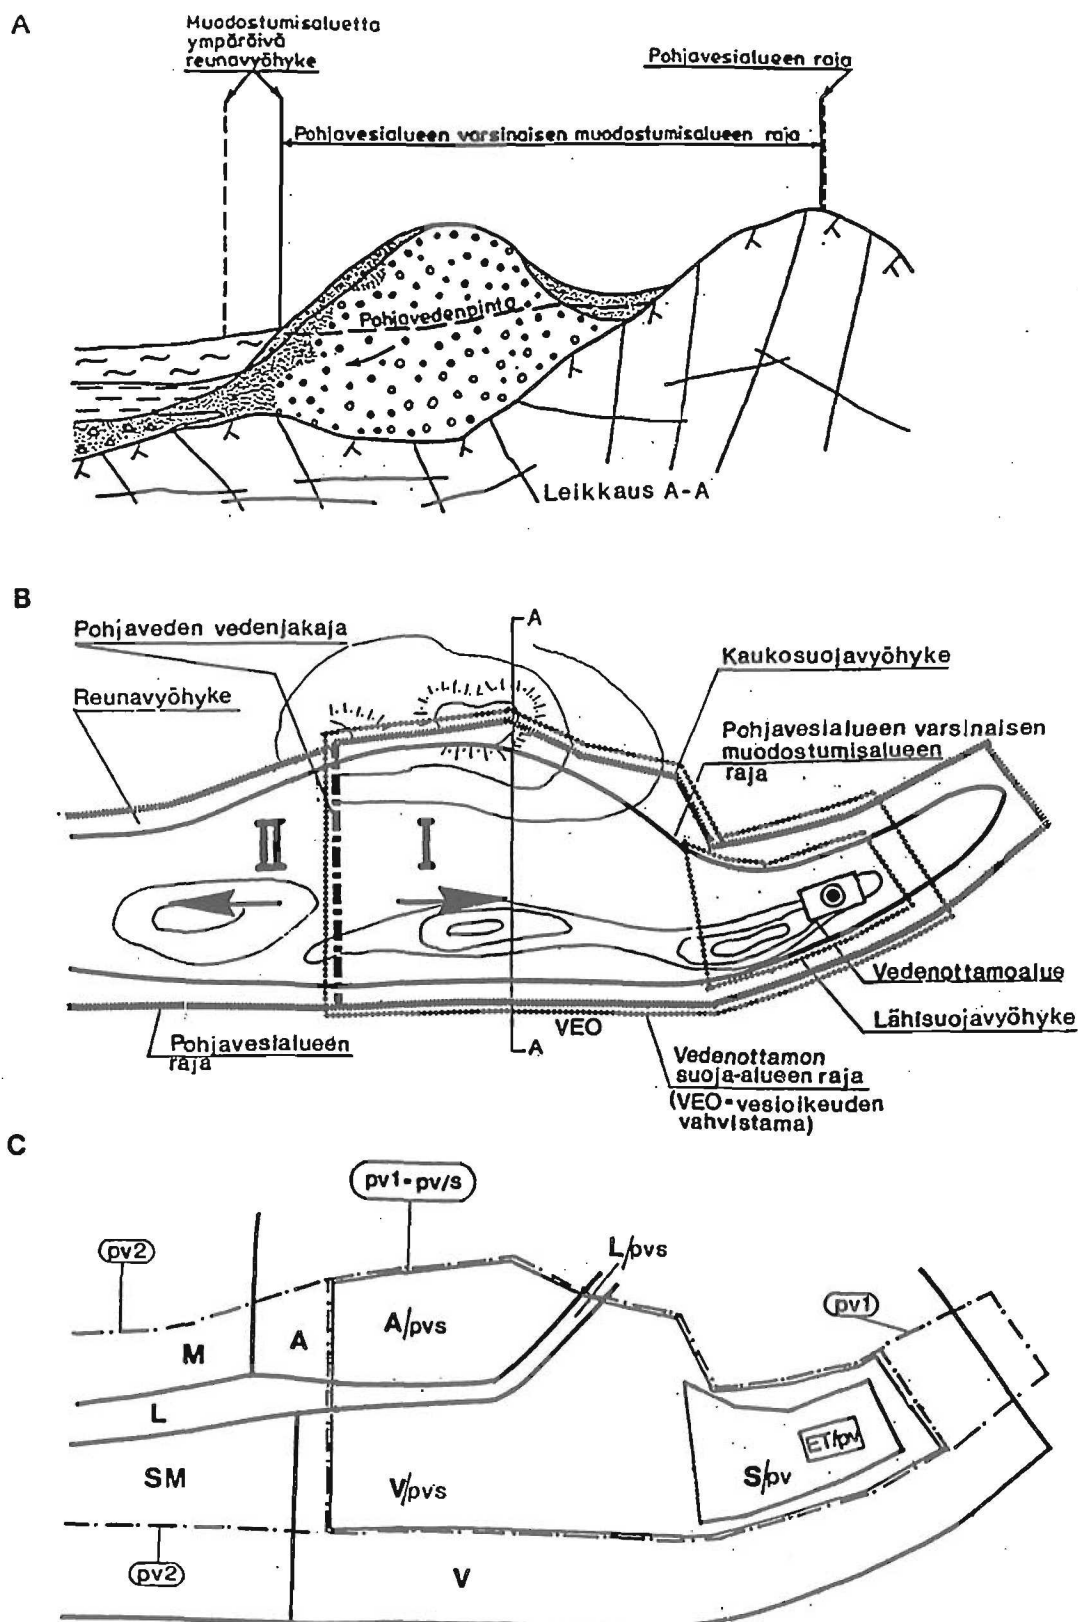 A
Muodostumisaluetta
ympäröivä
reunavyöhyke
Pohjavesialueen raja
Pohjavesialueen varsinaisen muodostumisalueen raja
Pohjavedenpinta
Leikkaus A-A
B
Pohjaveden vedenjakaja
A
Kaukosuojavyöhyke
Reunavyöhyke
Pohjavesialueen varsinaisen
muodostumisalueen
raja
II
I
Vedenottamoalue
Lähisuojavyöhyke
VEO
Pohjavesialueen
raja
A
Vedenottamon
suoja-alueen raja
(VEO=vesioikeuden
vahvistama)
C
pv1=pv/s
pv2
L/pvs
pv1
A
A/pvs
M
L
ET/pv
SM
V/pvs
S/pv
pv2
V